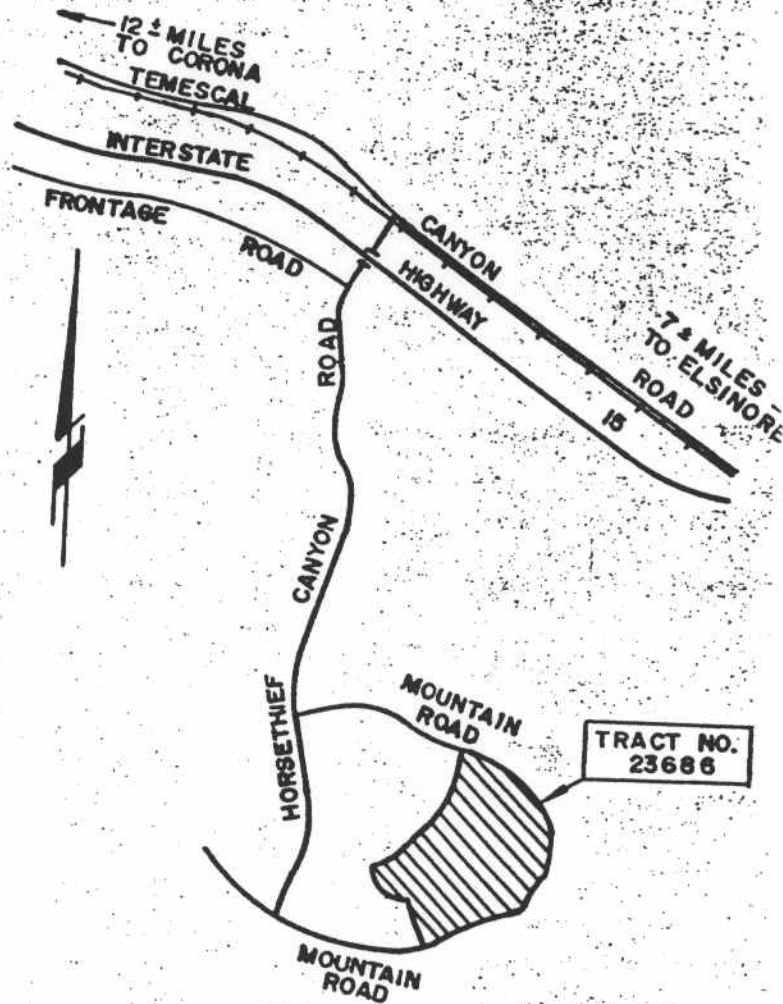 12 ± MILES
TO CORONA
TEMESCAL
CANYON
ROAD
INTERSTATE
HIGHWAY
15
FRONTAGE
ROAD
7 ± MILES
TO ELSINORE
ROAD
CANYON
HORSETHIEF
MOUNTAIN
ROAD
TRACT NO.
23686
MOUNTAIN
ROAD